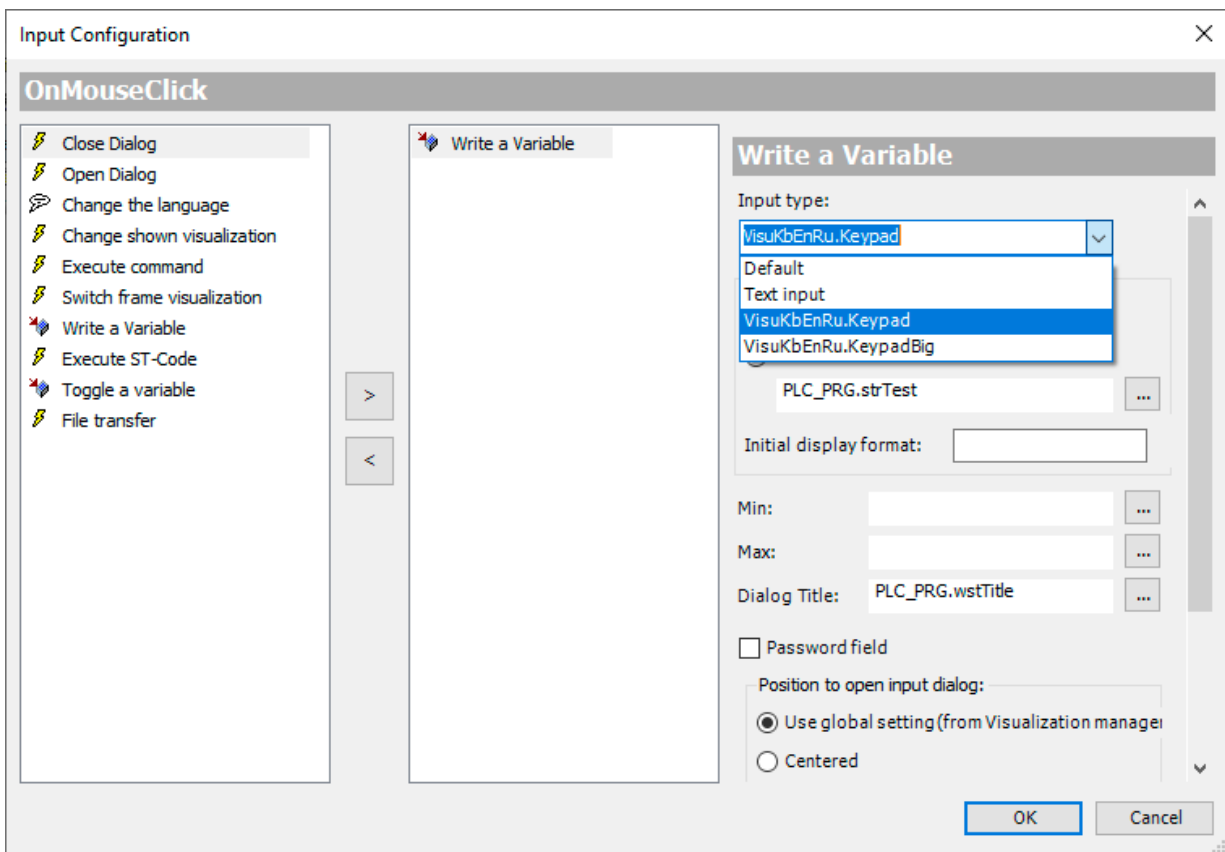 Input Configuration
OnMouseClick
Close Dialog
Open Dialog
Change the language
Change shown visualization
Execute command
Switch frame visualization
Write a Variable
Execute ST-Code
Toggle a variable
File transfer
>
<
Write a Variable
Write a Variable
Input type:
VisuKbEnRu.Keypad
Default
Text input
VisuKbEnRu.Keypad
VisuKbEnRu.KeypadBig
PLC_PRG.strTest ...
Initial display format:
Min: ...
Max: ...
Dialog Title: PLC_PRG.wstTitle ...
Password field
Position to open input dialog:
Use global setting (from Visualization manager
Centered
OK Cancel